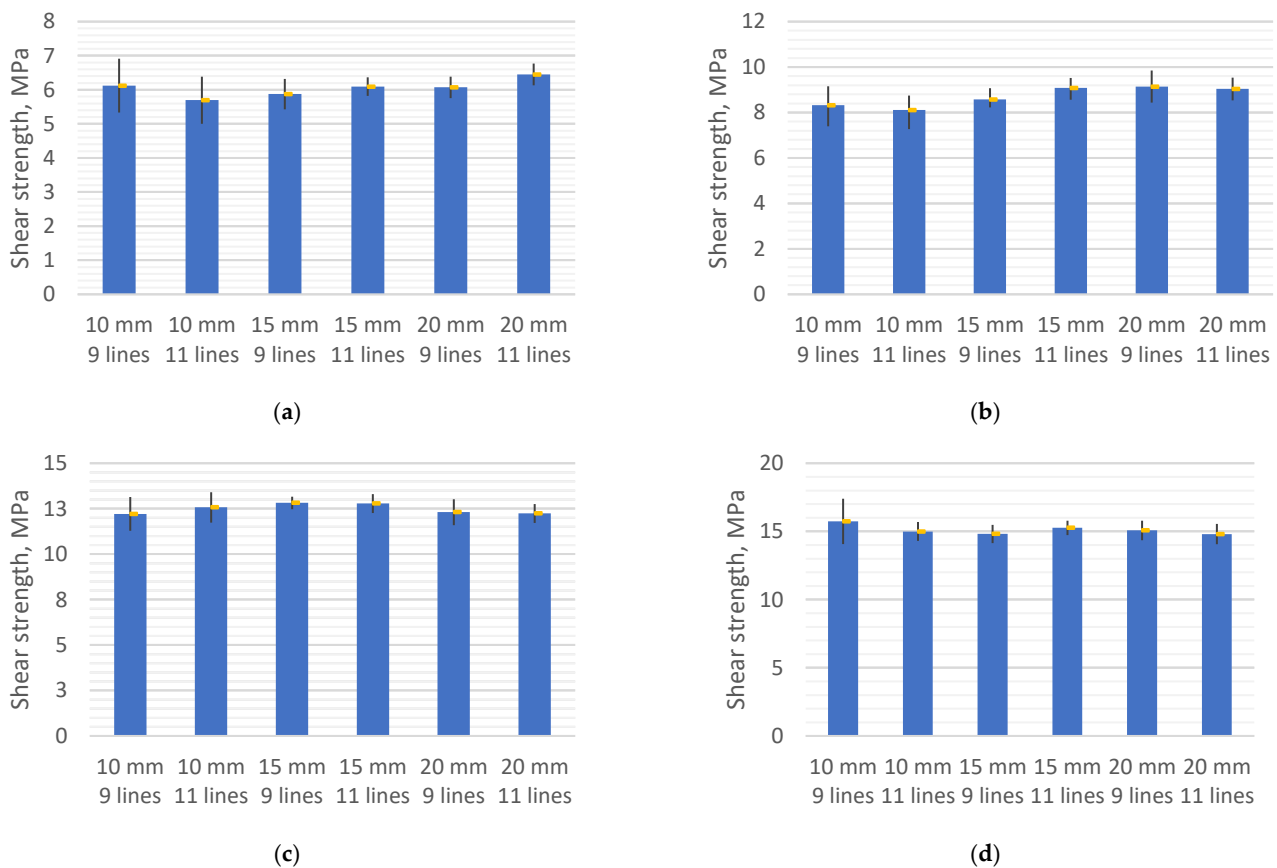 Shear strength, MPa
8
7
6
5
4
3
2
1
0
10 mm 10 mm 15 mm 15 mm 20 mm 20 mm
9 lines 11 lines 9 lines 11 lines 9 lines 11 lines
(a)
Shear strength, MPa
12
10
8
6
4
2
0
10 mm 10 mm 15 mm 15 mm 20 mm 20 mm
9 lines 11 lines 9 lines 11 lines 9 lines 11 lines
(b)
Shear strength, MPa
15
13
10
8
5
3
0
10 mm 10 mm 15 mm 15 mm 20 mm 20 mm
9 lines 11 lines 9 lines 11 lines 9 lines 11 lines
(c)
Shear strength, MPa
20
15
10
5
0
10 mm 10 mm 15 mm 15 mm 20 mm 20 mm
9 lines 11 lines 9 lines 11 lines 9 lines 11 lines
(d)